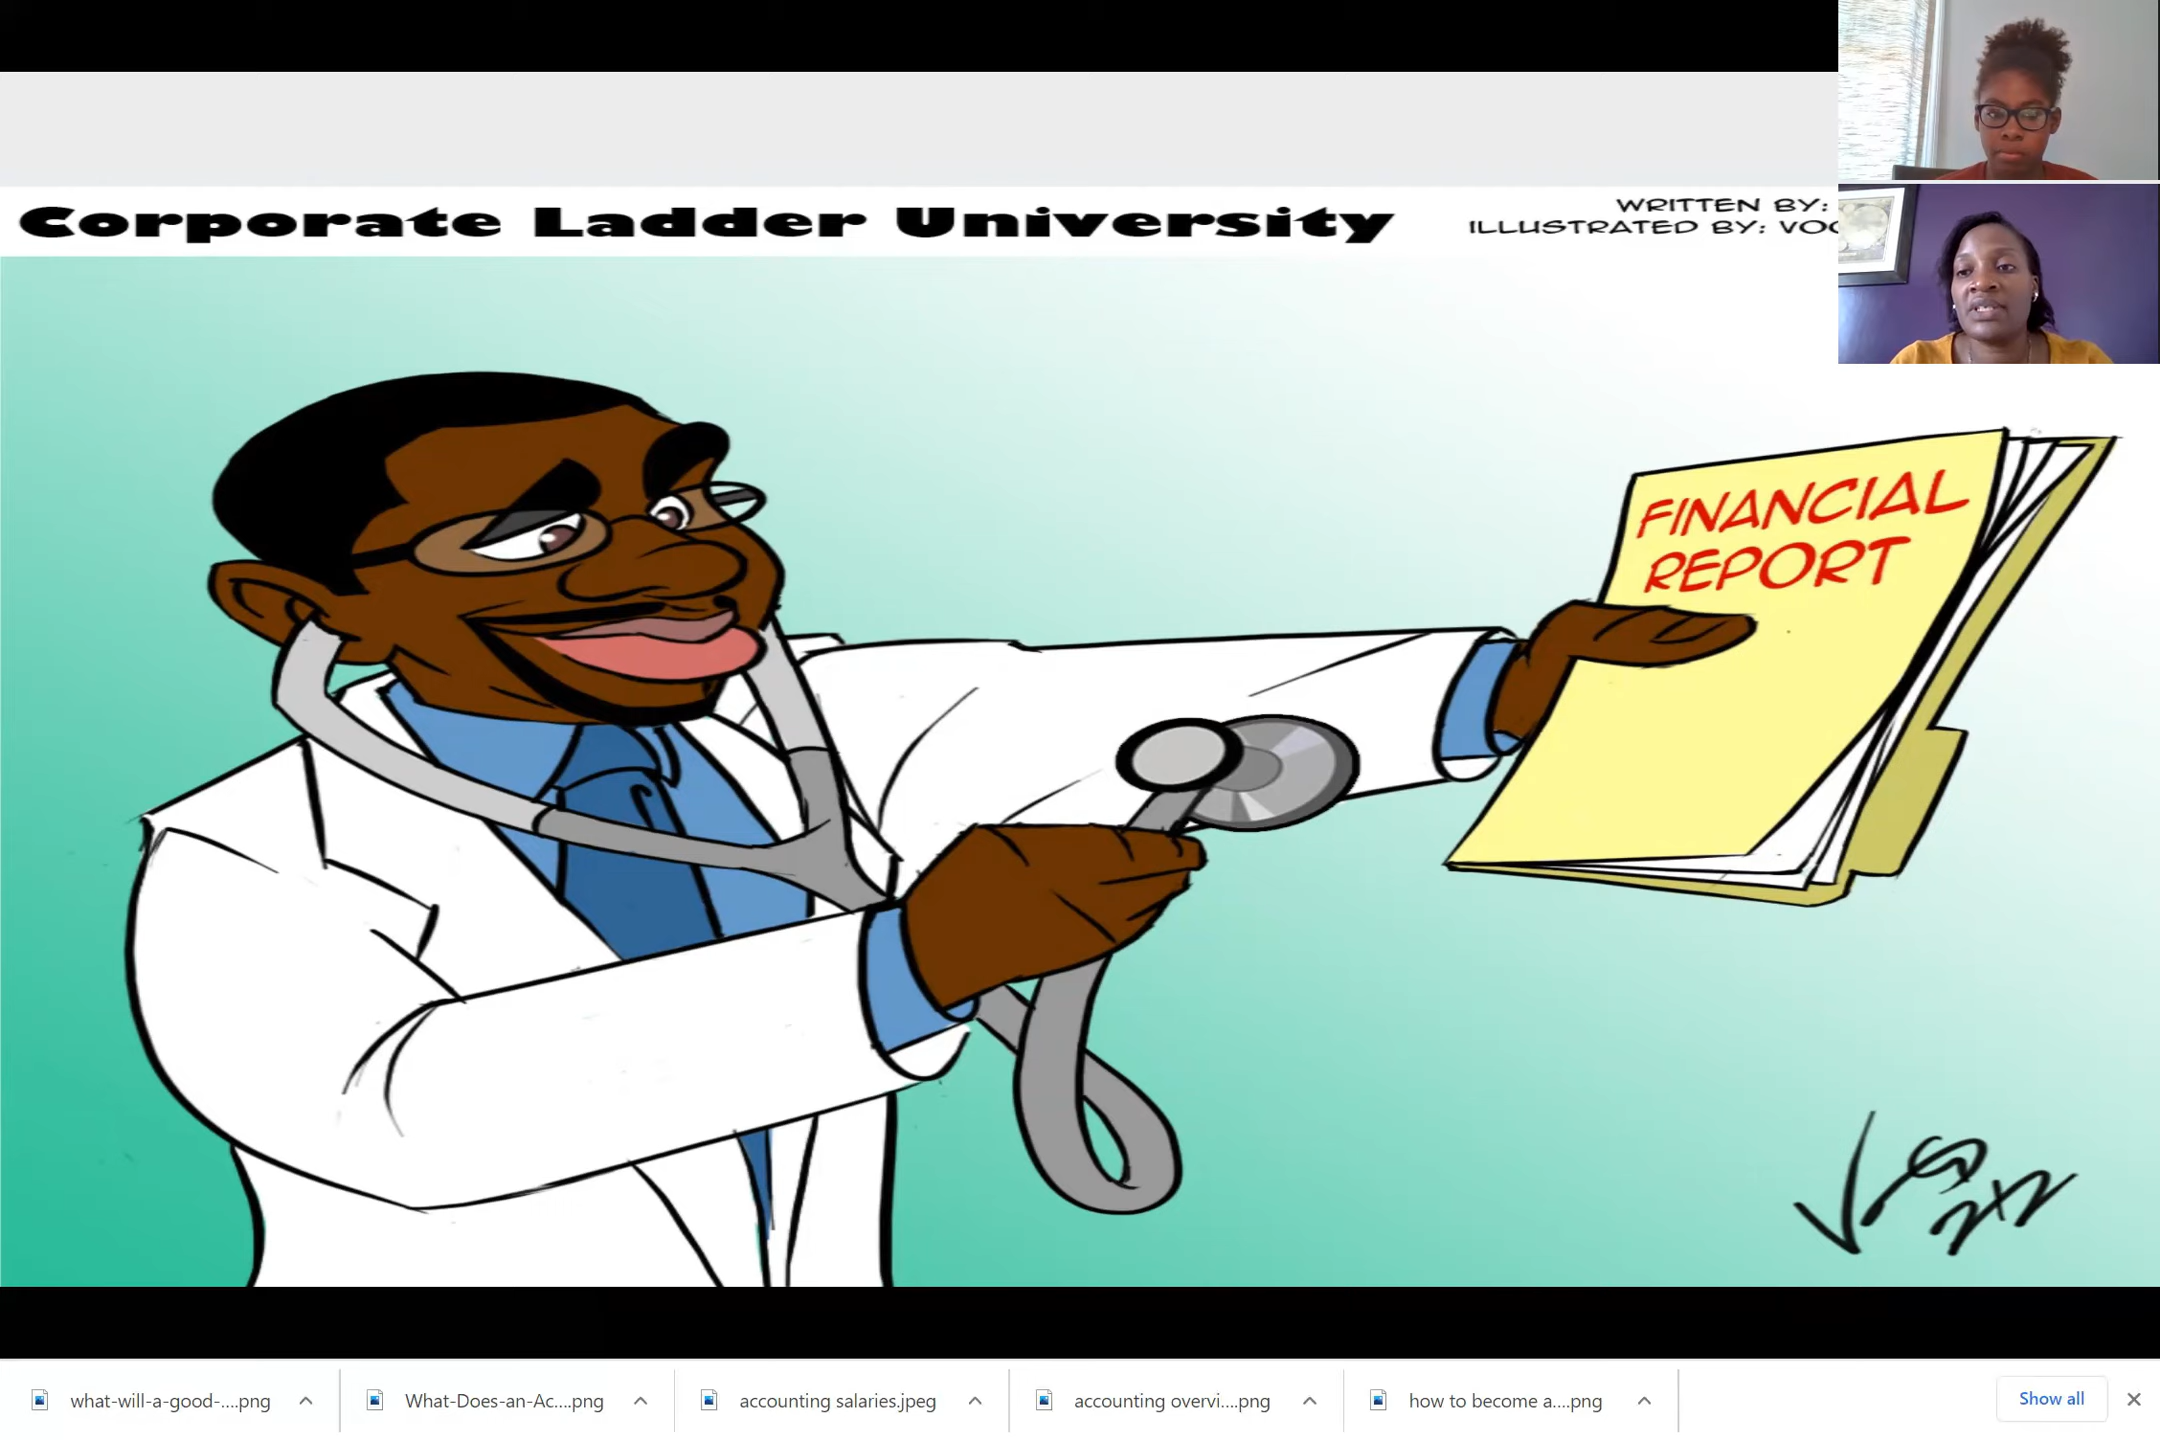 Corporate Ladder University
WRITTEN BY:
ILLUSTRATED BY:
FINANCIAL
REPORT
what-will-a-good-....png
What-Does-an-Ac....png
accounting salaries.jpeg
accounting overvi....png
how to become a....png
Show all